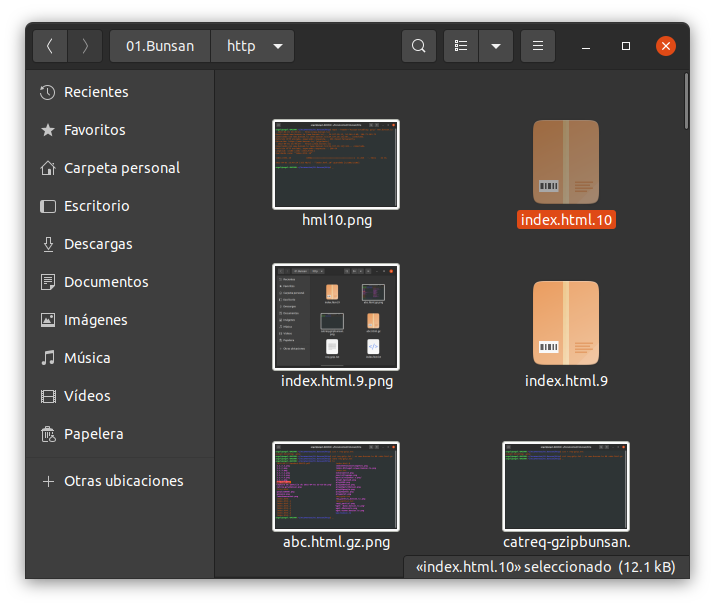 01.Bunsan http
Recientes
Favoritos
Carpeta personal
Escritorio
Descargas
Documentos
Imágenes
Música
Vídeos
Papelera
Otras ubicaciones
hml10.png
index.html.10
index.html.9.png
index.html.9
abc.html.gz.png
catreq-gzipbunsan.
«index.html.10» seleccionado (12.1 kB)